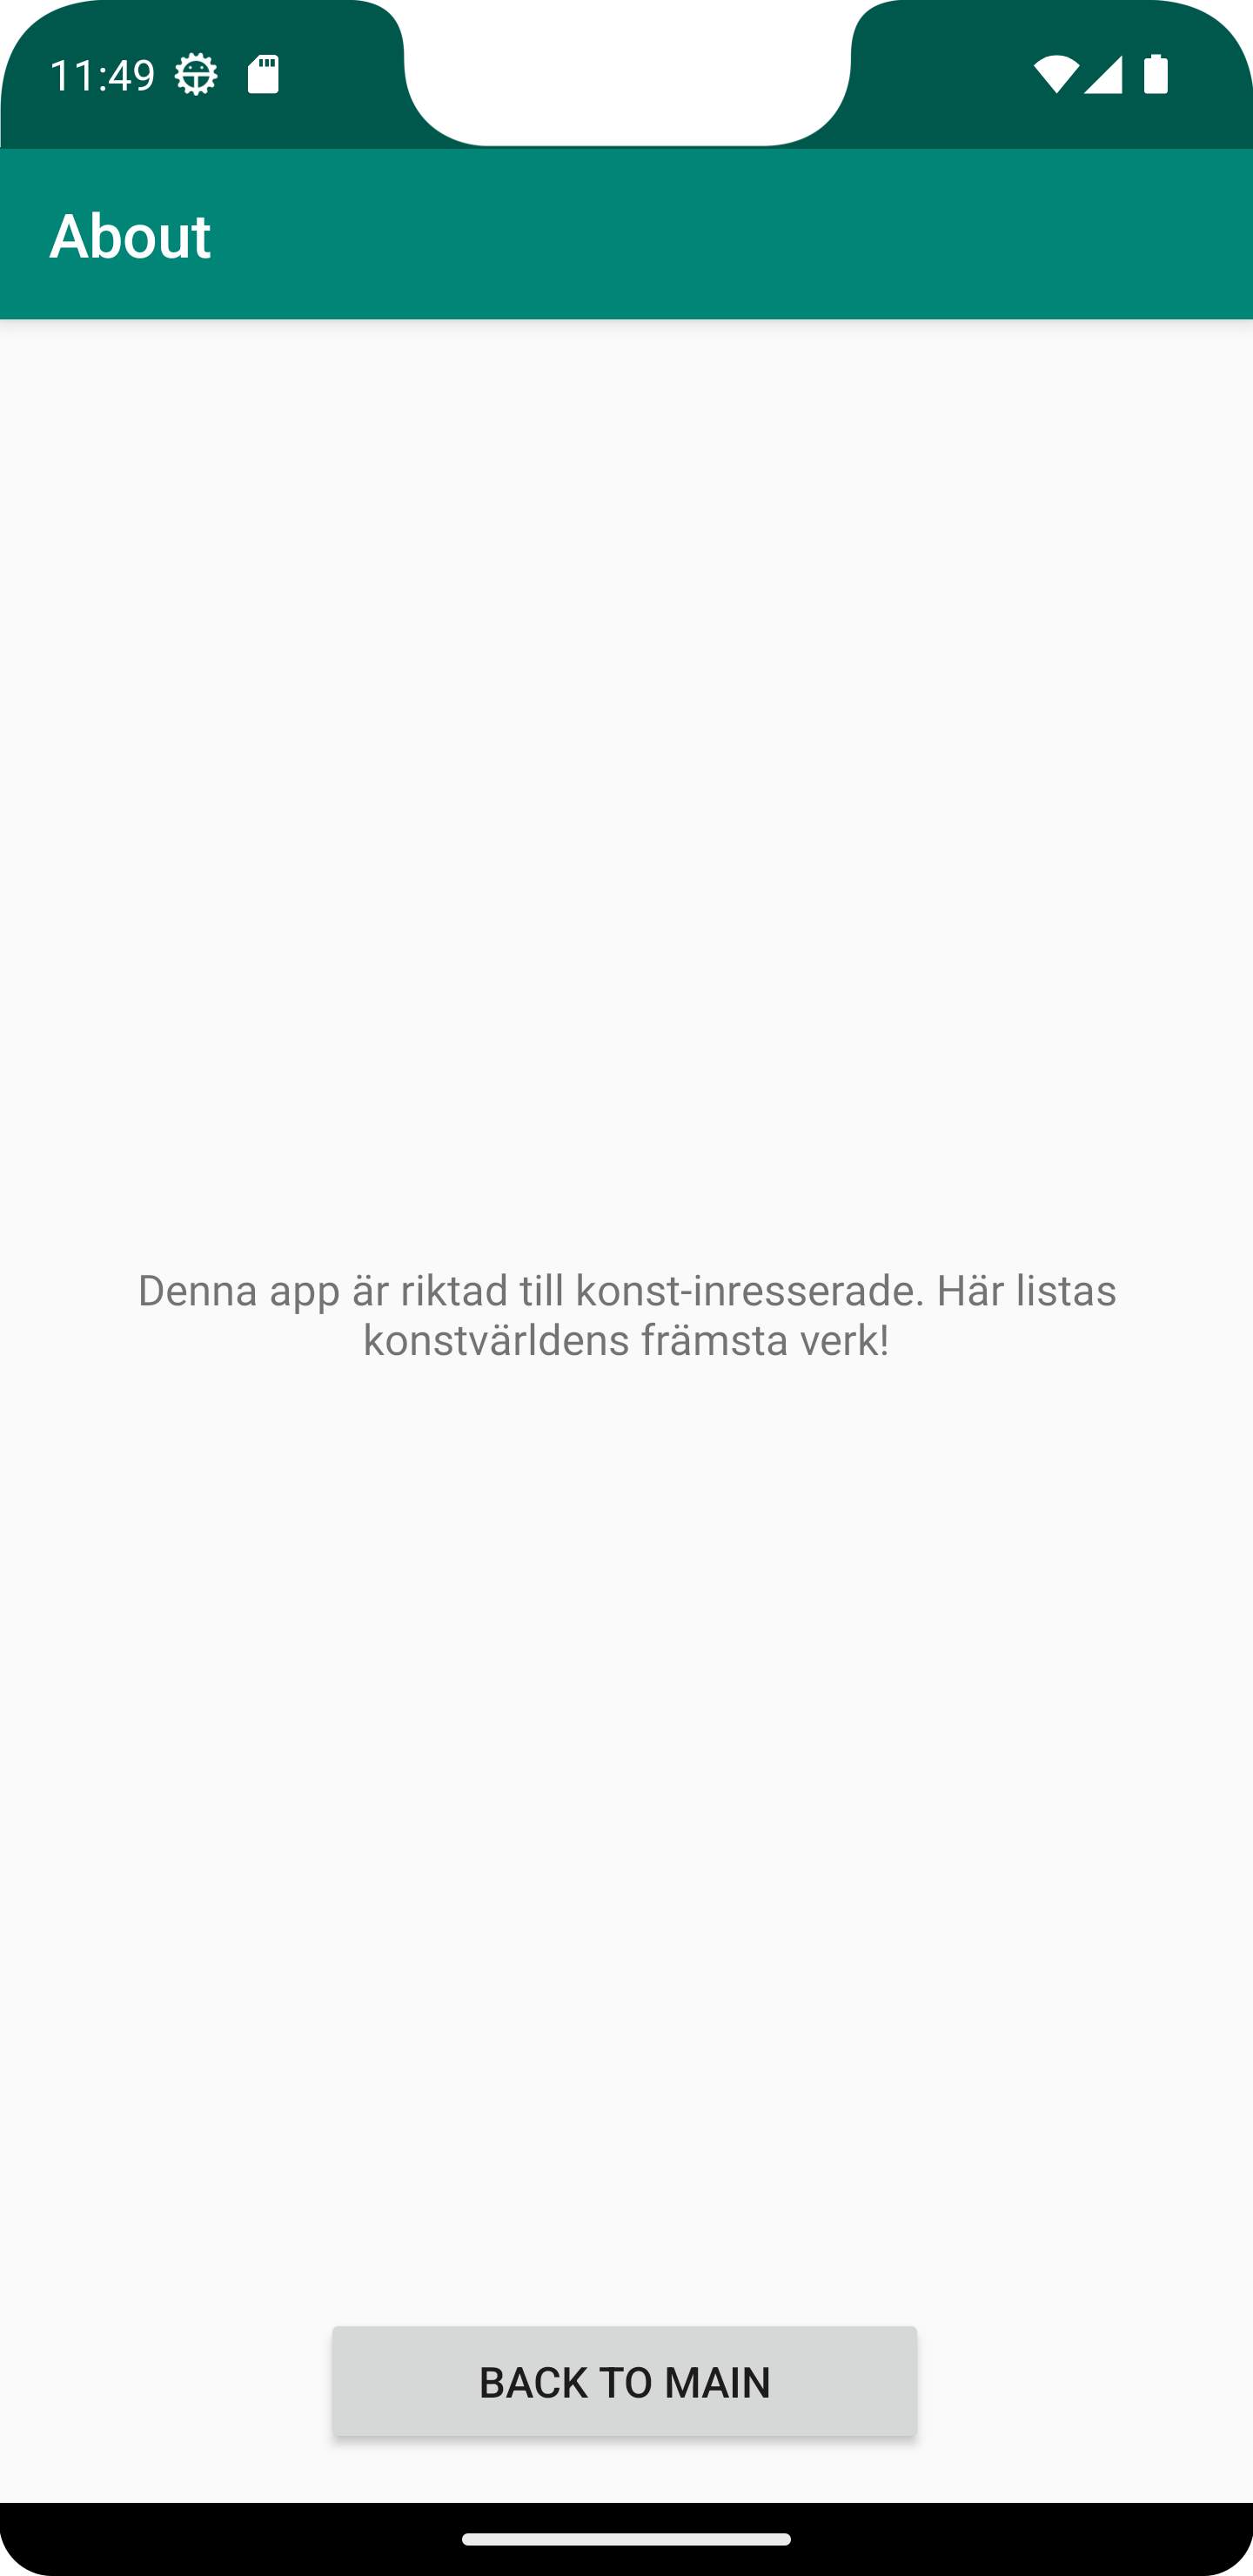 11:49
About
Denna app är riktad till konst-inresserade. Här listas
konstvärldens främsta verk!
BACK TO MAIN